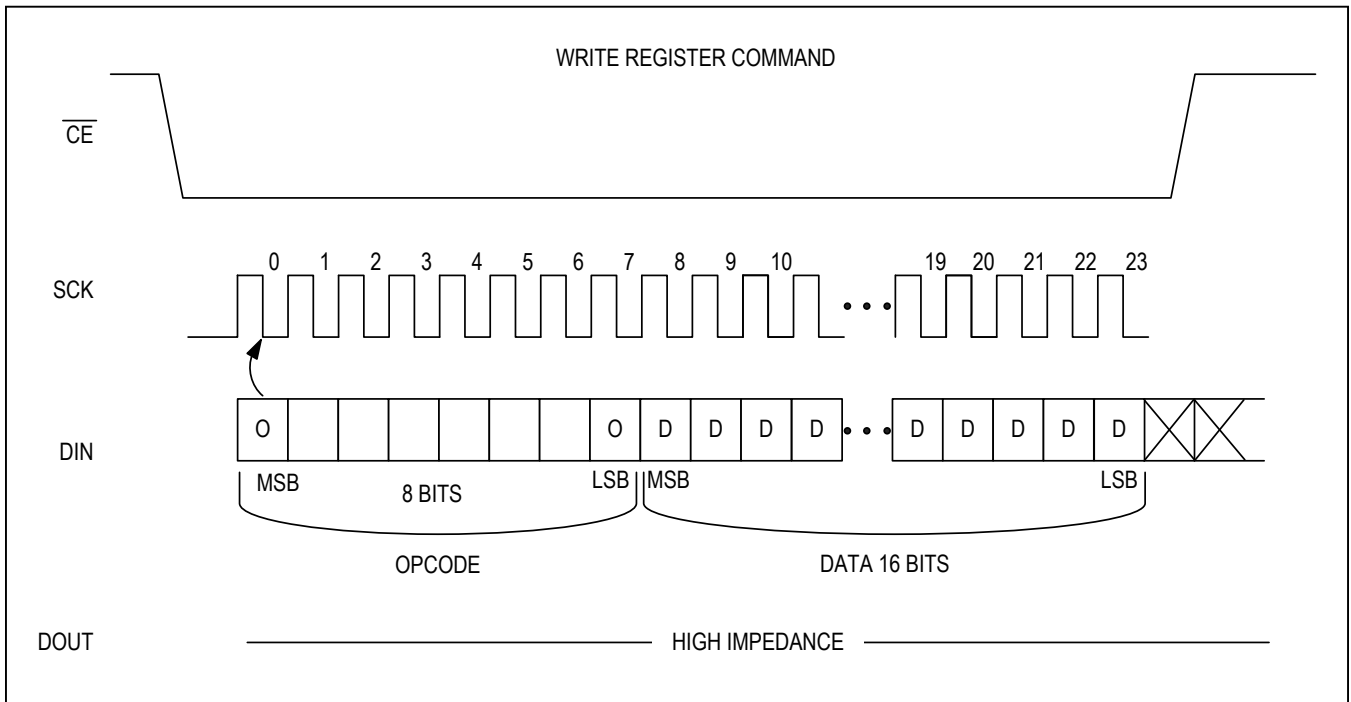 WRITE REGISTER COMMAND
CE
SCK 0 1 2 3 4 5 6 7 8 9 10 • • • 19 20 21 22 23
DIN O O D D D D • • • D D D D D
MSB 8 BITS LSB MSB LSB
OPCODE DATA 16 BITS
DOUT HIGH IMPEDANCE